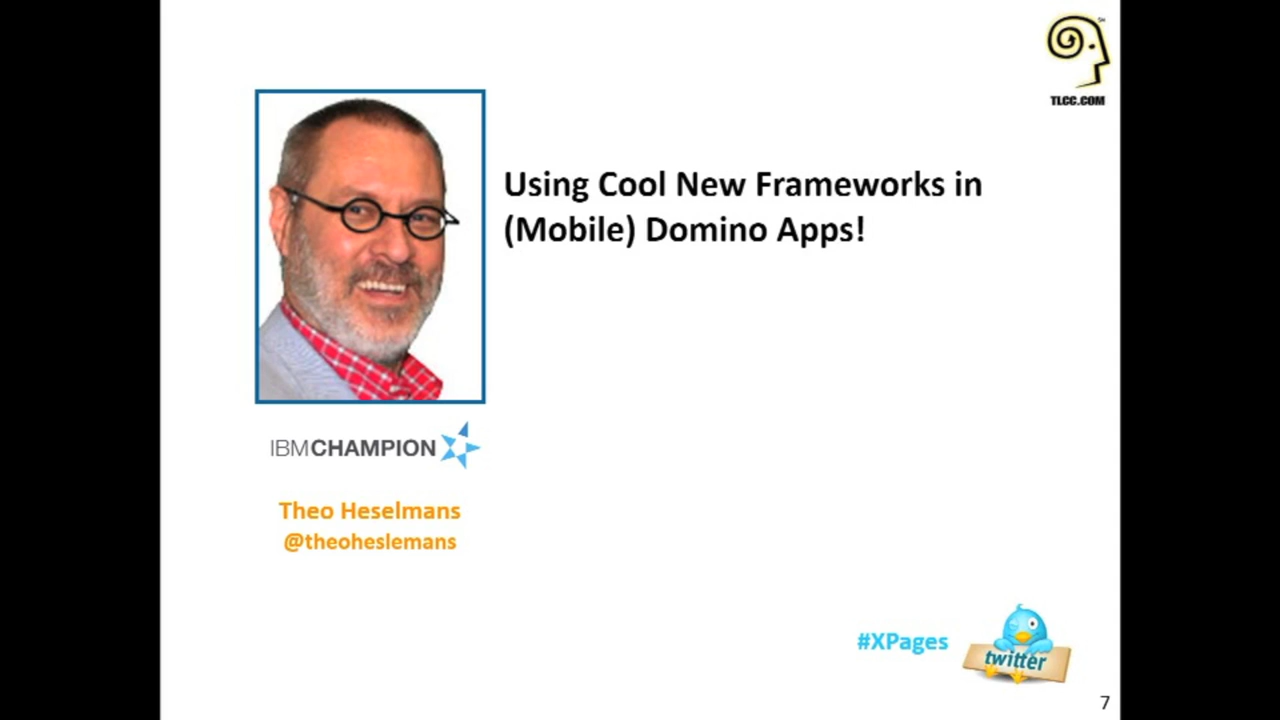 TLCC.COM
Using Cool New Frameworks in
(Mobile) Domino Apps!
IBMCHAMPION
Theo Heselmans
@theoheslemans
#XPages
twitter
7